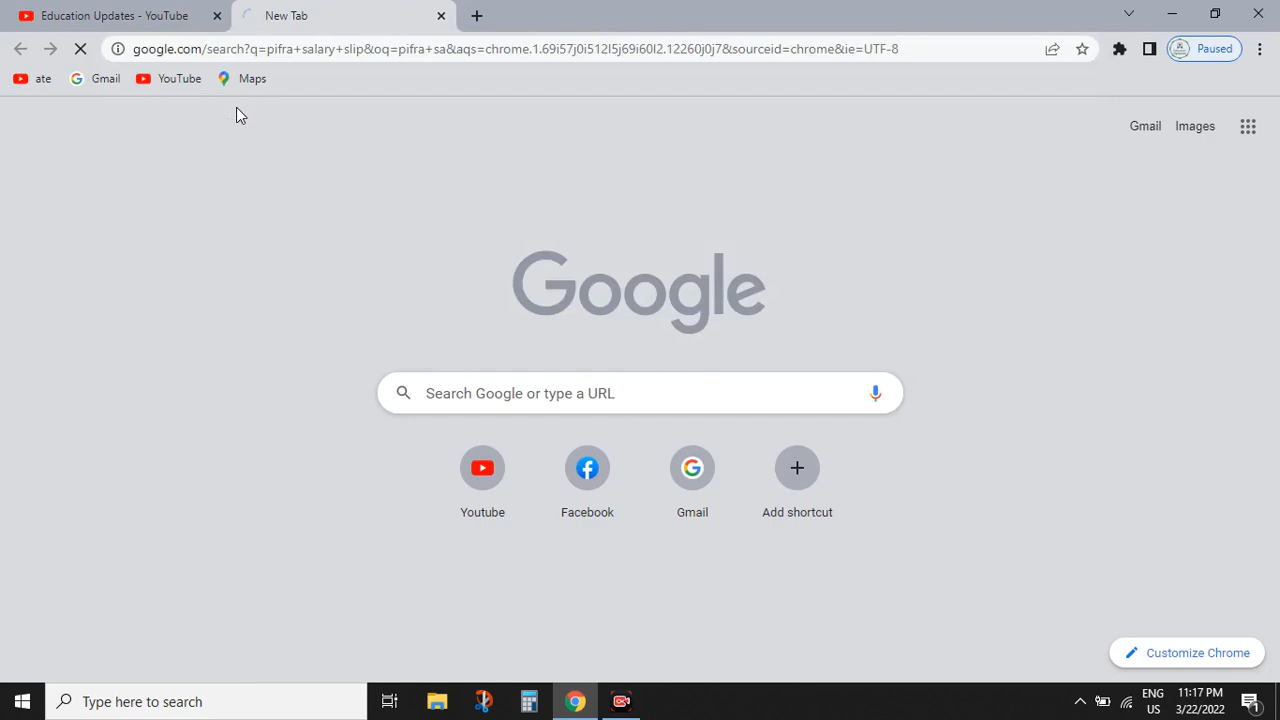 Education Updates - YouTube
New Tab
google.com/search?q=pifra+salary+slip&oq=pifra+sa&aqs=chrome.1.69i57j0i512l5j69i60l2.12260j0j7&sourceid=chrome&ie=UTF-8
Paused
ate
Gmail
YouTube
Maps
Gmail
Images
Google
Search Google or type a URL
Youtube
Facebook
Gmail
Add shortcut
Customize Chrome
Type here to search
ENG
US
11:17 PM
3/22/2022
1